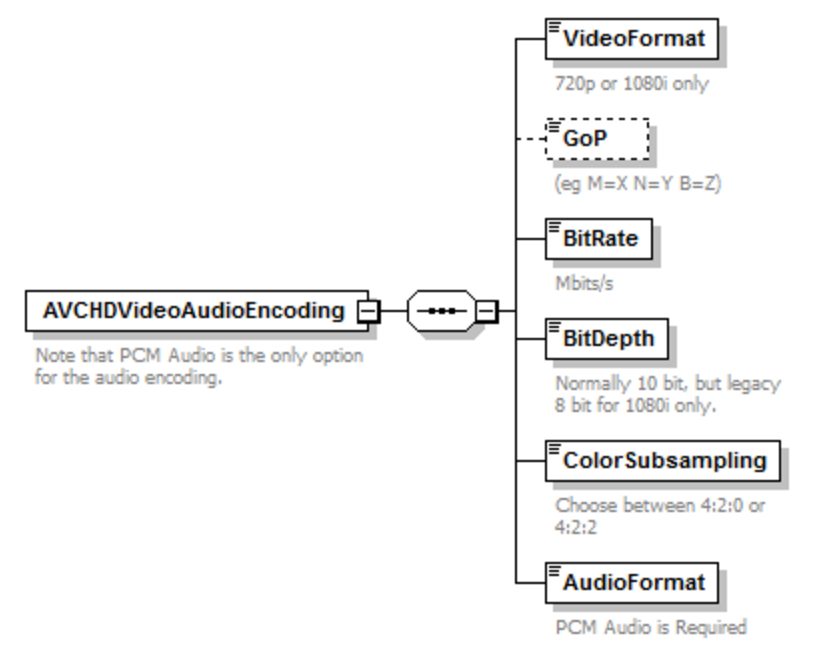 VideoFormat
720p or 1080i only
GoP
(eg M=X N=Y B=Z)
BitRate
Mbits/s
AVCHDVideoAudioEncoding
Note that PCM Audio is the only option
for the audio encoding.
BitDepth
Normally 10 bit, but legacy
8 bit for 1080i only.
ColorSubsampling
Choose between 4:2:0 or
4:2:2
AudioFormat
PCM Audio is Required